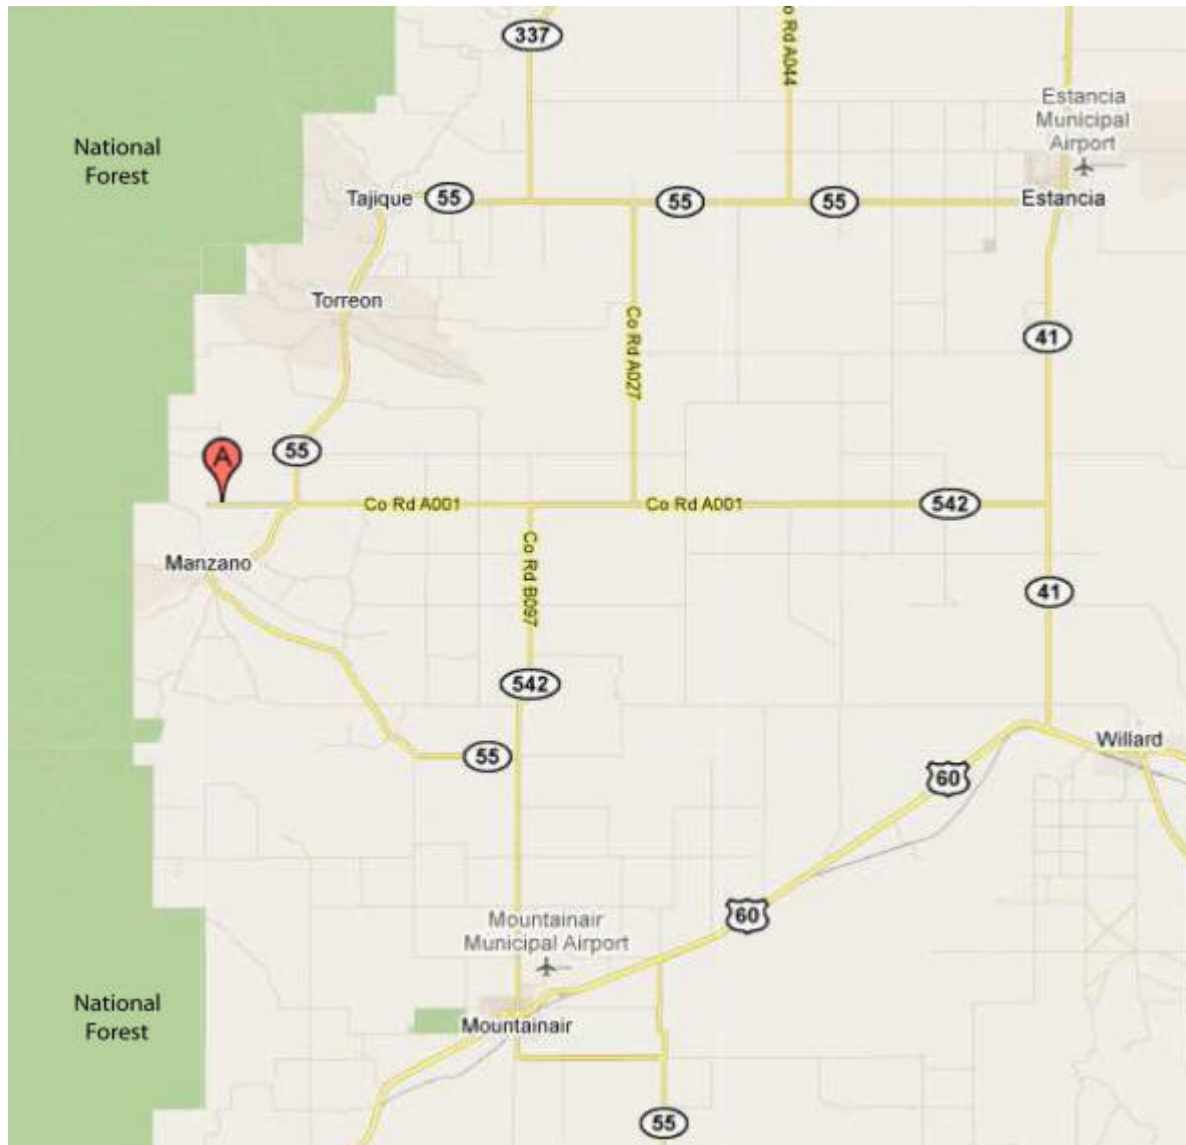 337
Co Rd A044
Estancia
Municipal
Airport
National
Forest
Tajique
55
55
55
Estancia
Torreon
Co Rd A027
41
55
A
Co Rd A001
Co Rd A001
542
Manzano
Co Rd B097
41
542
55
Willard
60
60
Mountainair
Municipal Airport
National
Forest
Mountainair
55